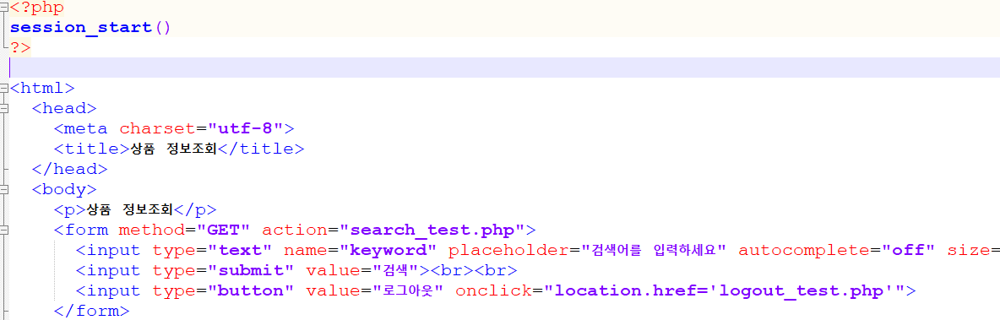 <?php
session_start()
?>
<html>
<head>
<meta charset="utf-8">
<title>상품 정보조회</title>
</head>
<body>
<p>상품 정보조회</p>
<form method="GET" action="search_test.php">
<input type="text" name="keyword" placeholder="검색어를 입력하세요" autocomplete="off" size=
<input type="submit" value="검색"><br><br>
<input type="button" value="로그아웃" onclick="location.href='logout_test.php'">
</form>